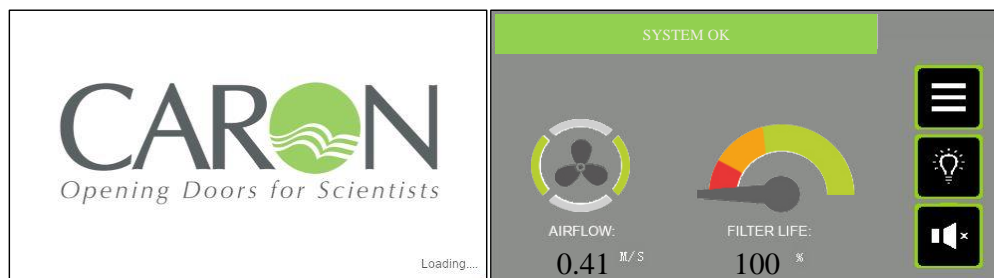 CARON
Opening Doors for Scientists
Loading....
SYSTEM OK
AIRFLOW:
0.41 M/S
FILTER LIFE:
100 %